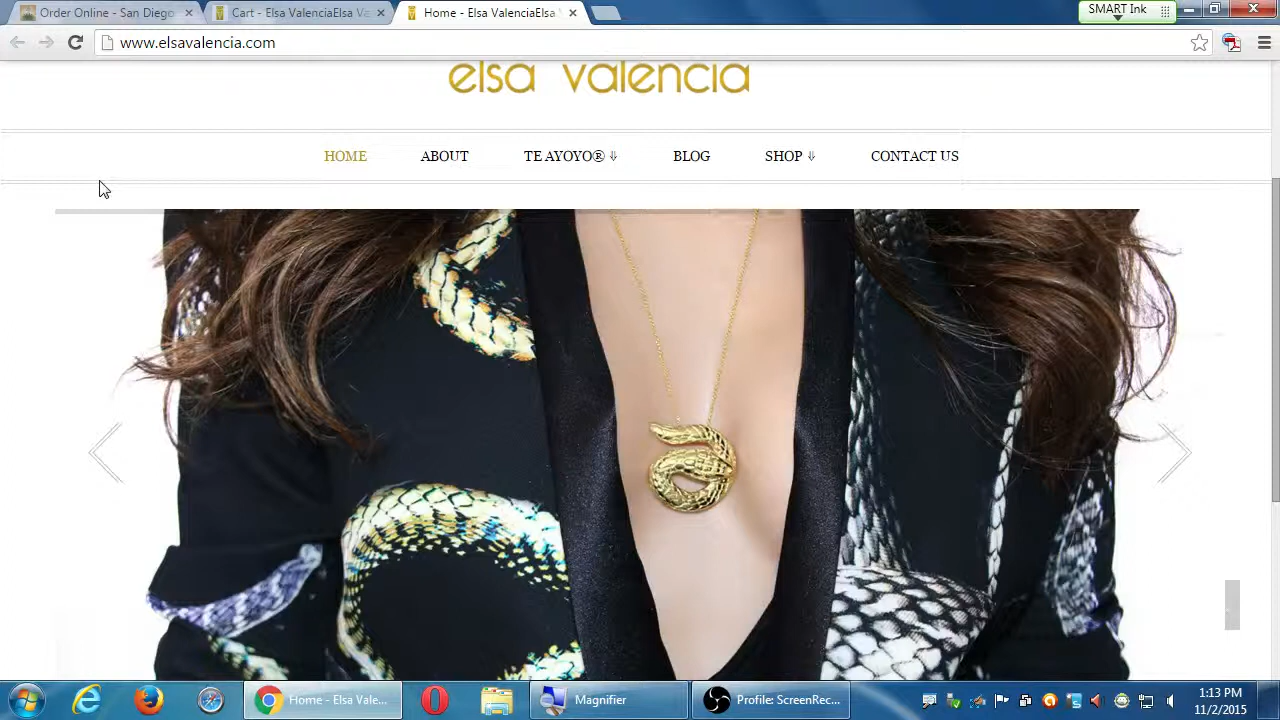 Order Online - San Diego
Cart - Elsa ValenciaElsa Va
Home - Elsa ValenciaElsa V
SMART Ink
www.elsavalencia.com
elsa valencia
HOME ABOUT TE AYOYO® ⇓ BLOG SHOP ⇓ CONTACT US
Home - Elsa Vale...
Magnifier
Profile: ScreenRec...
1:13 PM
11/2/2015